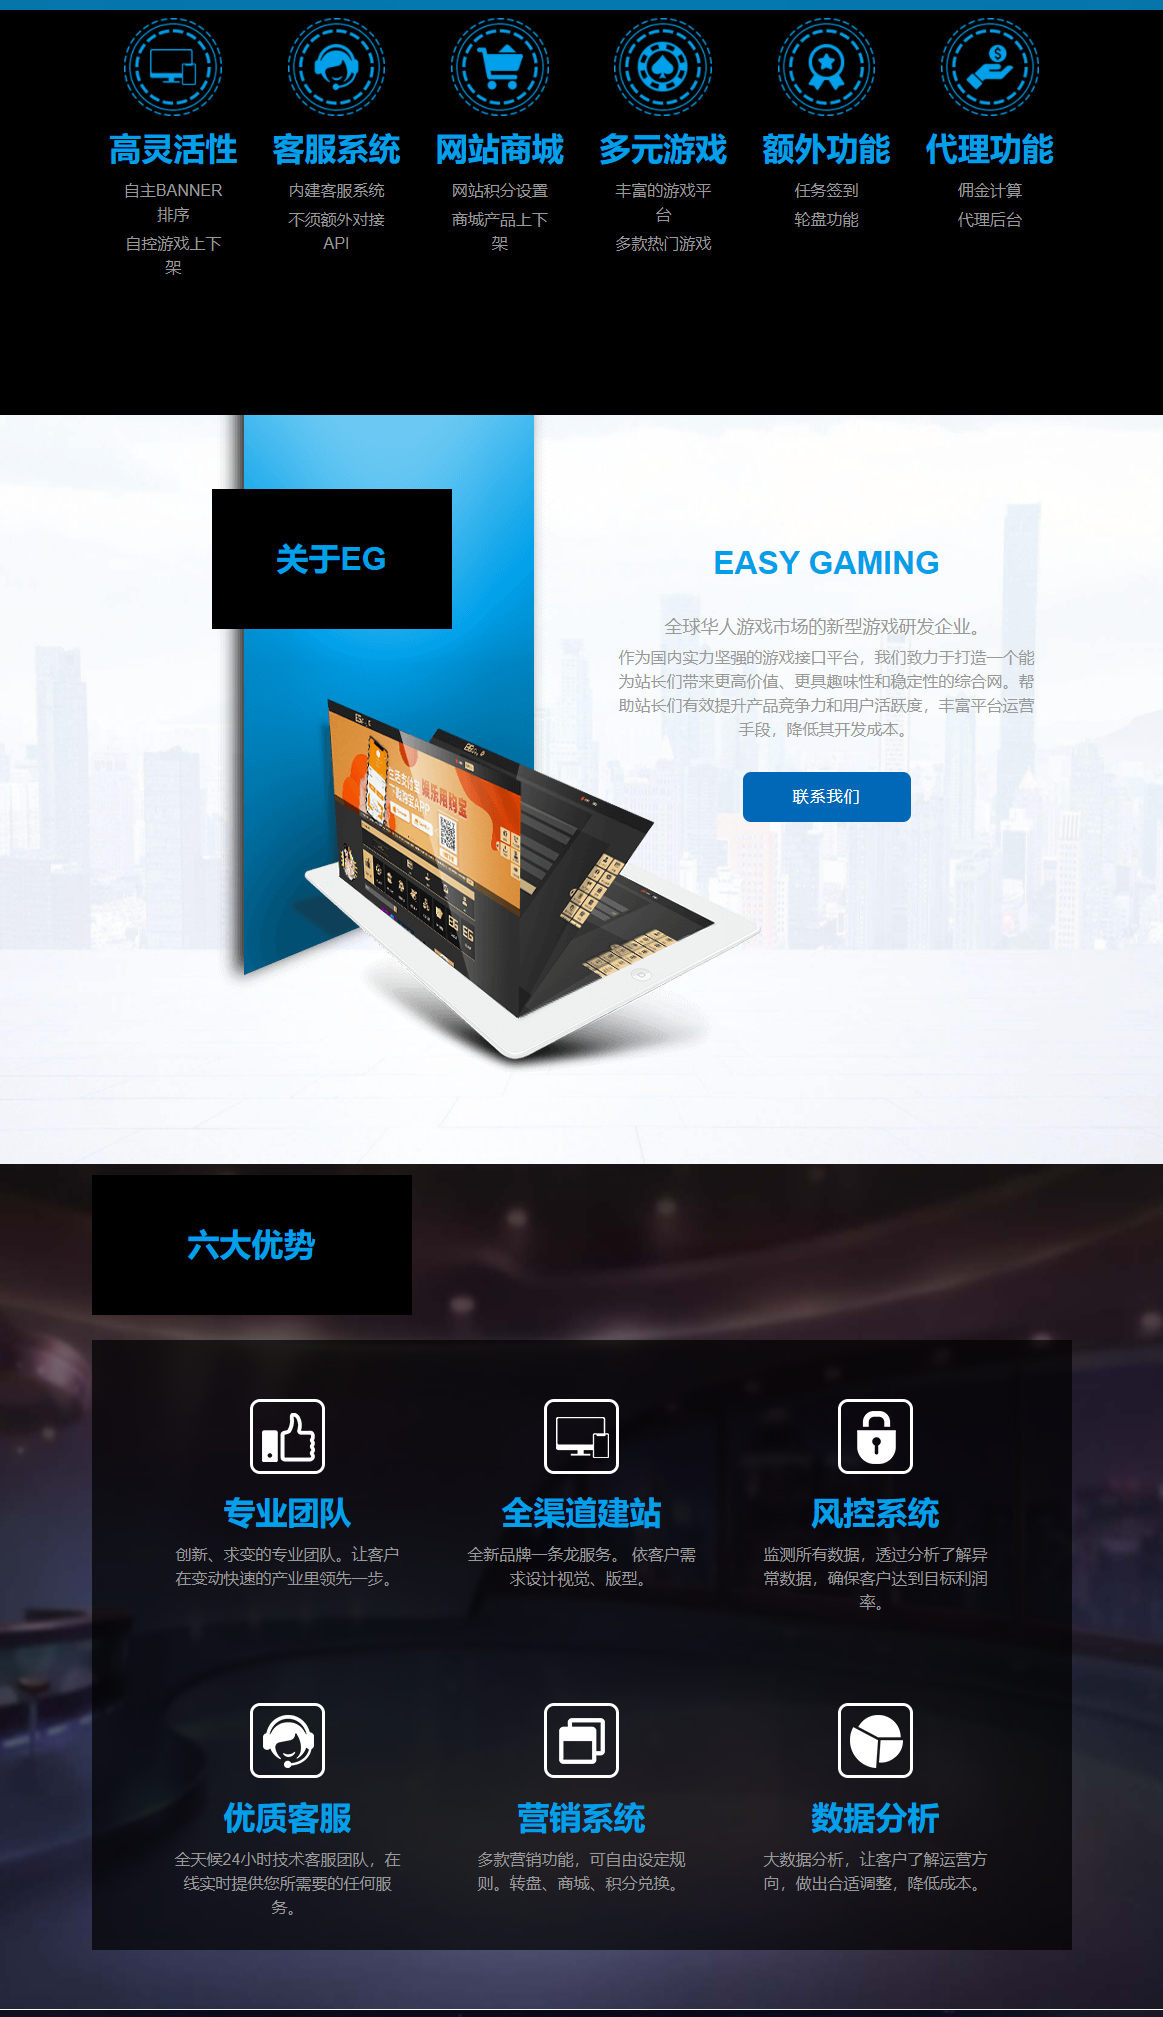 高灵活性
自主BANNER
排序
自控游戏上下
架
客服系统
内建客服系统
不须额外对接
API
网站商城
网站积分设置
商城产品上下
架
多元游戏
丰富的游戏平
台
多款热门游戏
额外功能
任务签到
轮盘功能
代理功能
佣金计算
代理后台
关于EG
EASY GAMING
全球华人游戏市场的新型游戏研发企业。
作为国内实力坚强的游戏接口平台，我们致力于打造一个能
为站长们带来更高价值、更具趣味性和稳定性的综合网。帮
助站长们有效提升产品竞争力和用户活跃度，丰富平台运营
手段，降低其开发成本。
联系我们
六大优势
专业团队
创新、求变的专业团队。让客户
在变动快速的产业里领先一步。
全渠道建站
全新品牌一条龙服务。 依客户需
求设计视觉、版型。
风控系统
监测所有数据，透过分析了解异
常数据，确保客户达到目标利润
率。
优质客服
全天候24小时技术客服团队，在
线实时提供您所需要的任何服
务。
营销系统
多款营销功能，可自由设定规
则。转盘、商城、积分兑换。
数据分析
大数据分析，让客户了解运营方
向，做出合适调整，降低成本。